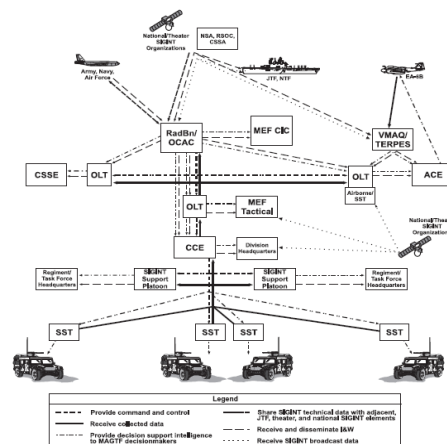 National/Theater
SIGINT
Organizations
NSA, RSOC,
CSSA
Army, Navy,
Air Force
JTF, NTF
EA-6B
RadBn/
OCAC
MEF CIC
VMAQ/
TERPES
CSSE
OLT
OLT
ACE
Airborne/
SST
OLT
MEF
Tactical
National/Theater
SIGINT
Organizations
CCE
Division
Headquarters
Regiment/
Task Force
Headquarters
SIGINT
Support
Platoon
SIGINT
Support
Platoon
Regiment/
Task Force
Headquarters
SST
SST
SST
SST
Legend
Provide command and control
Receive collected data
Provide decision support intelligence
to MAGTF decisionmakers
Share SIGINT technical data with adjacent,
JTF, theater, and national SIGINT elements
Receive and disseminate I&W
Receive SIGINT broadcast data